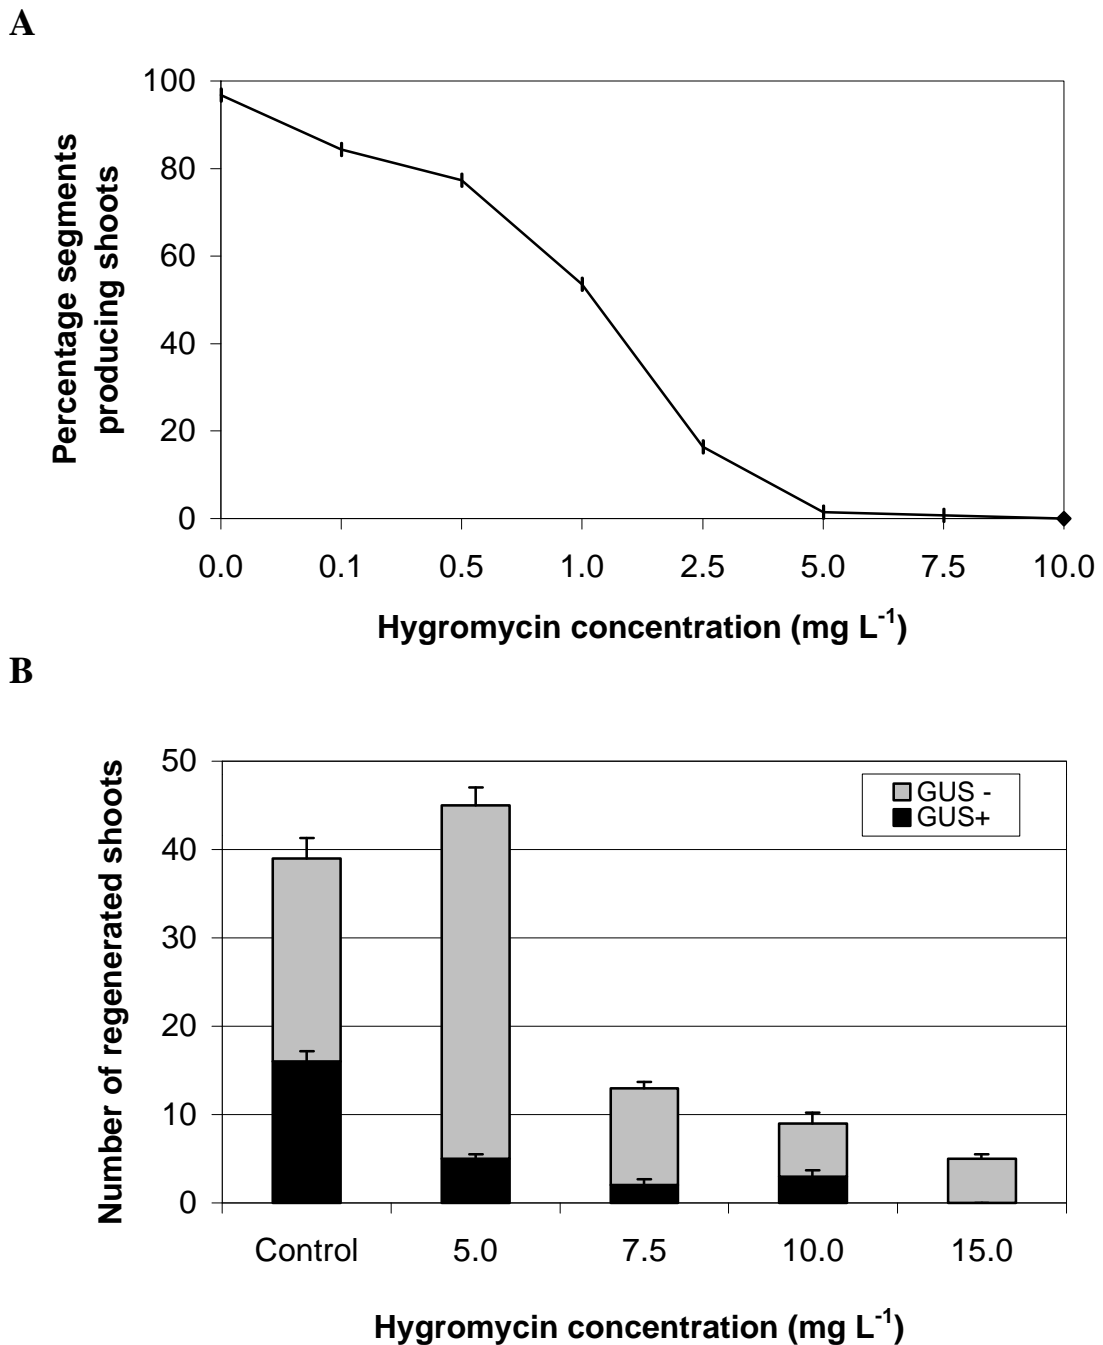 A
Percentage segments
producing shoots
100
80
60
40
20
0
0.0 0.1 0.5 1.0 2.5 5.0 7.5 10.0
Hygromycin concentration (mg L-1)
B
Number of regenerated shoots
50
40
30
20
10
0
GUS -
GUS+
Control 5.0 7.5 10.0 15.0
Hygromycin concentration (mg L-1)